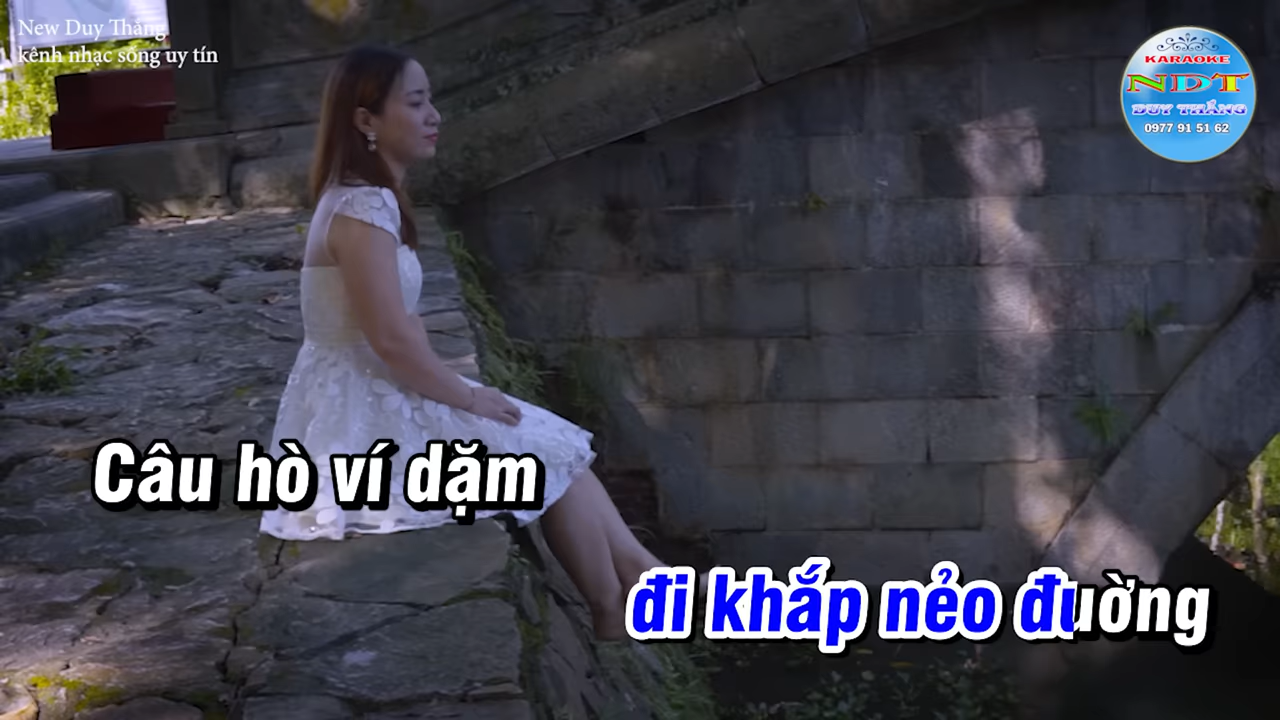 New Duy Thắng
kênh nhạc sống uy tín
KARAOKE
NDT
DUY THẮNG
0977 91 51 62
Câu hò ví dặm
đi khắp nẻo đường